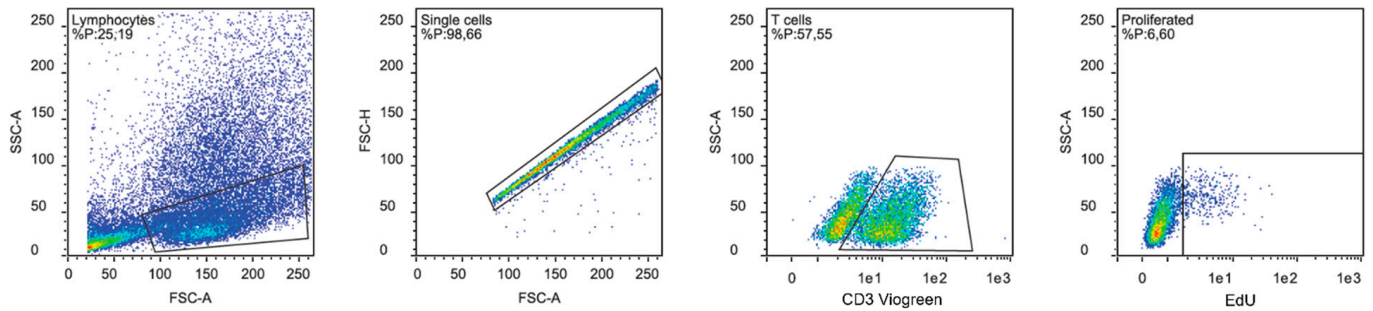 Lymphocytes
%P:25,19
250
200
150
100
50
0
SSC-A
0 50 100 150 200 250
FSC-A
Single cells
%P:98,66
250
200
150
100
50
0
FSC-H
0 50 100 150 200 250
FSC-A
T cells
%P:57,55
250
200
150
100
50
0
SSC-A
0 1e1 1e2 1e3
CD3 Viogreen
Proliferated
%P:6,60
250
200
150
100
50
0
SSC-A
0 1e1 1e2 1e3
EdU